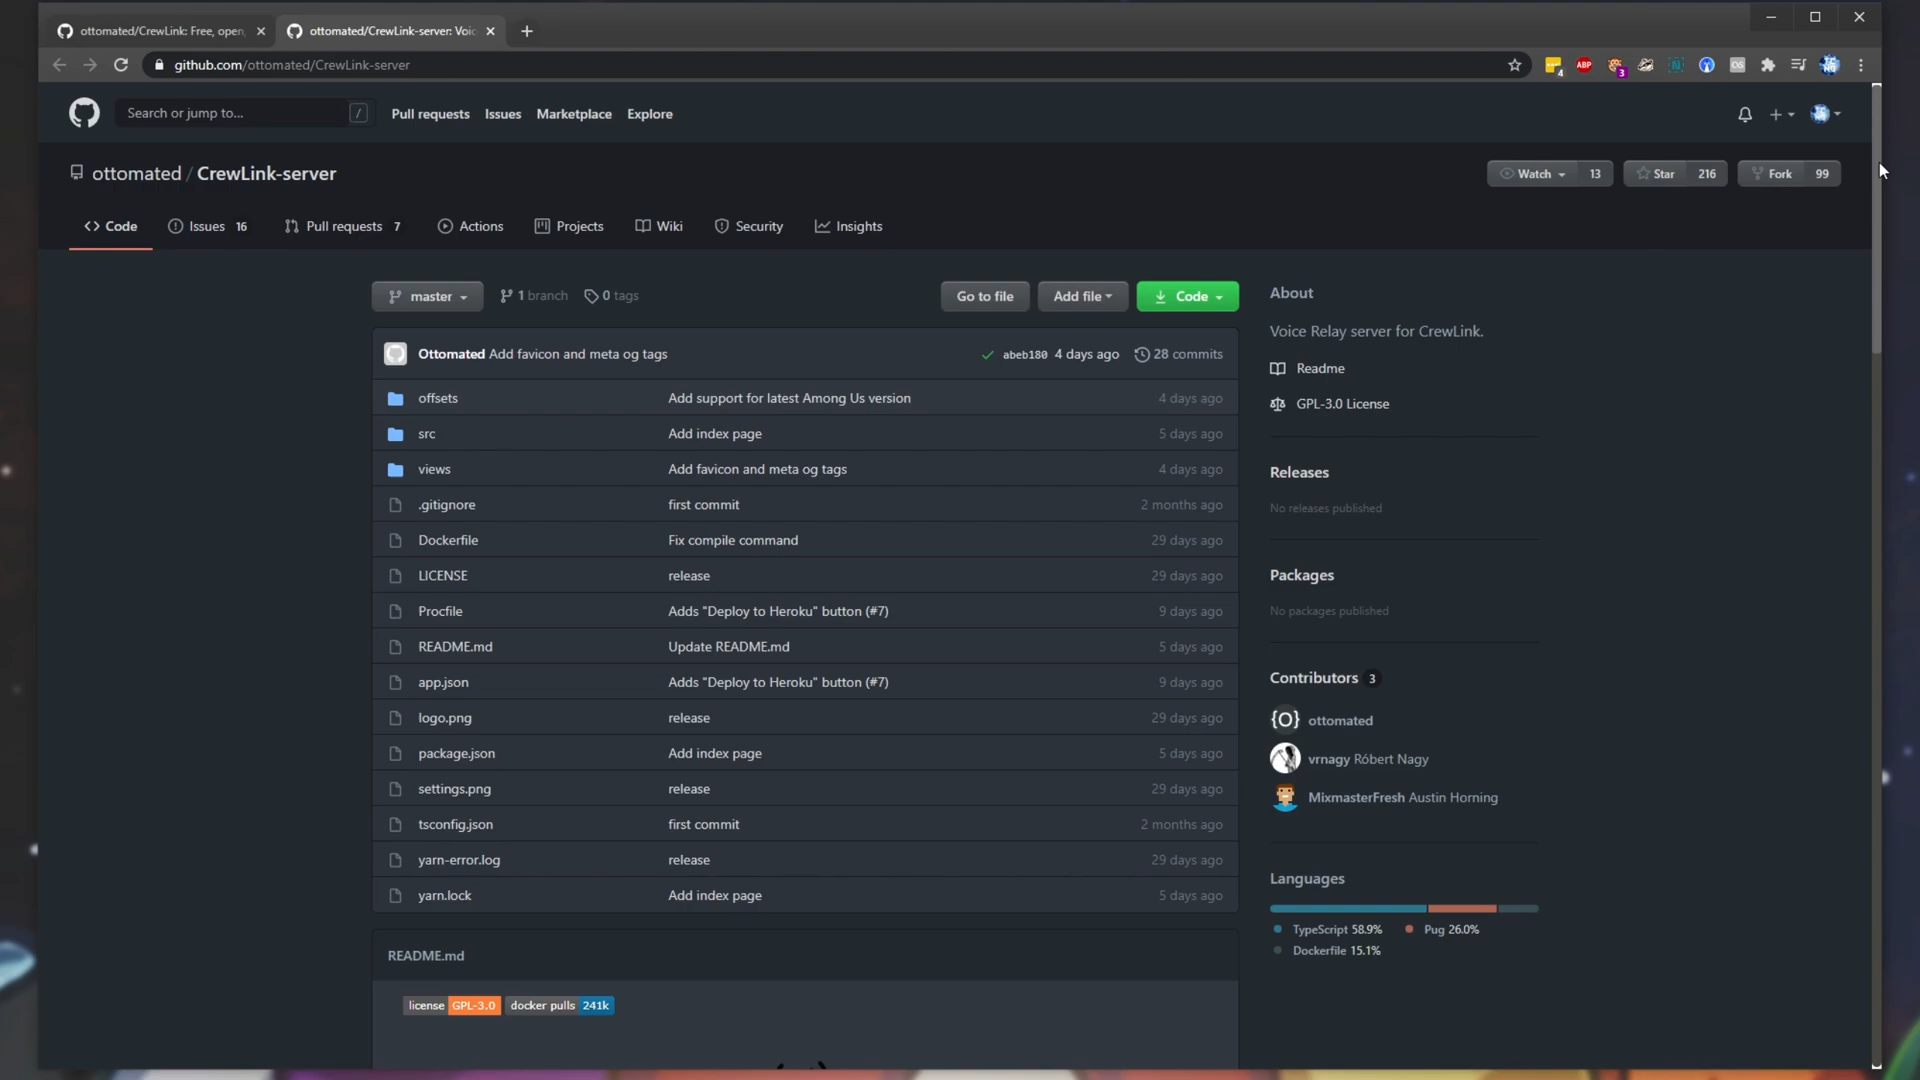 ottomated/CrewLink: Free, open,
ottomated/CrewLink-server: Voic
github.com/ottomated/CrewLink-server
4
ABP
3
Search or jump to...
/
Pull requests
Issues
Marketplace
Explore
ottomated / CrewLink-server
Watch 13
Star 216
Fork 99
Code
Issues 16
Pull requests 7
Actions
Projects
Wiki
Security
Insights
master
1 branch
0 tags
Go to file
Add file
Code
Ottomated Add favicon and meta og tags
abeb180 4 days ago
28 commits
offsets Add support for latest Among Us version 4 days ago
src Add index page 5 days ago
views Add favicon and meta og tags 4 days ago
.gitignore first commit 2 months ago
Dockerfile Fix compile command 29 days ago
LICENSE release 29 days ago
Procfile Adds "Deploy to Heroku" button (#7) 9 days ago
README.md Update README.md 5 days ago
app.json Adds "Deploy to Heroku" button (#7) 9 days ago
logo.png release 29 days ago
package.json Add index page 5 days ago
settings.png release 29 days ago
tsconfig.json first commit 2 months ago
yarn-error.log release 29 days ago
yarn.lock Add index page 5 days ago
README.md
license GPL-3.0 docker pulls 241k
About
Voice Relay server for CrewLink.
Readme
GPL-3.0 License
Releases
No releases published
Packages
No packages published
Contributors 3
{O} ottomated
vrnagy Róbert Nagy
MixmasterFresh Austin Horning
Languages
TypeScript 58.9% Pug 26.0%
Dockerfile 15.1%